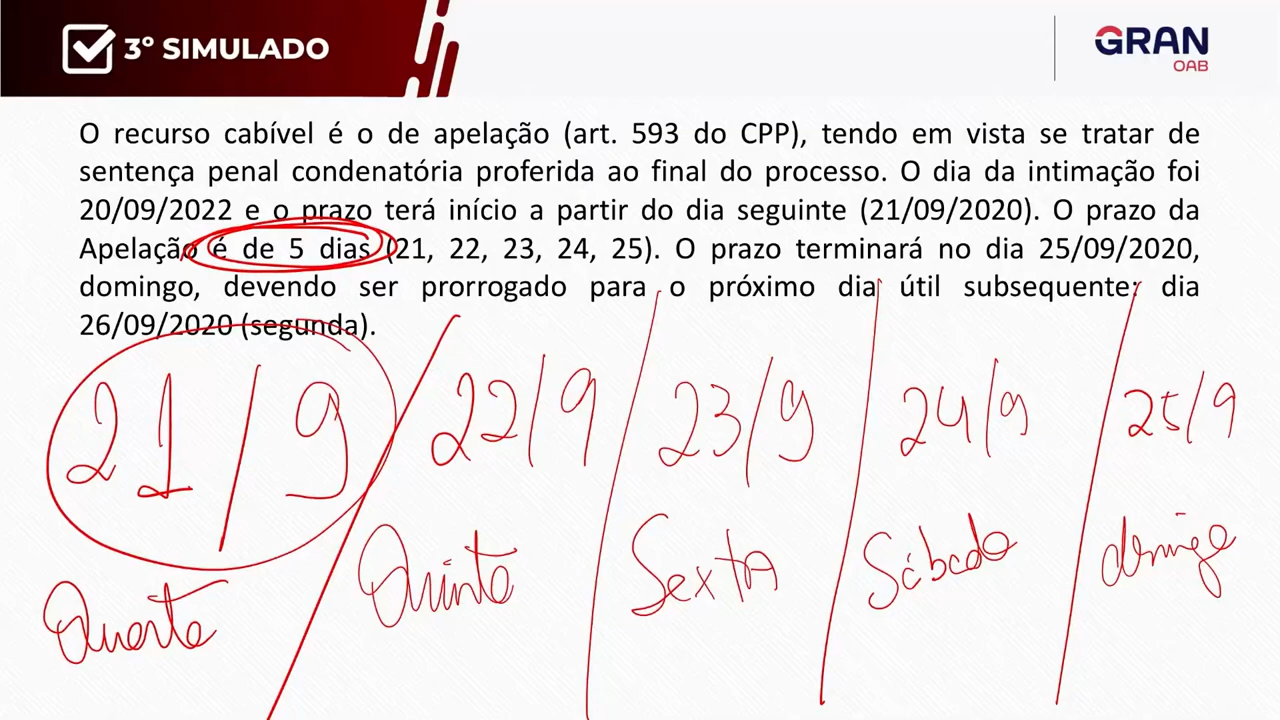 3º SIMULADO
GRAN
OAB
O recurso cabível é o de apelação (art. 593 do CPP), tendo em vista se tratar de
sentença penal condenatória proferida ao final do processo. O dia da intimação foi
20/09/2022 e o prazo terá início a partir do dia seguinte (21/09/2020). O prazo da
Apelação é de 5 dias (21, 22, 23, 24, 25). O prazo terminará no dia 25/09/2020,
domingo, devendo ser prorrogado para o próximo dia útil subsequente: dia
26/09/2020 (segunda).
21/9 22/9 23/9 24/9 25/9
Quarta Quinta Sexta Sábado domingo